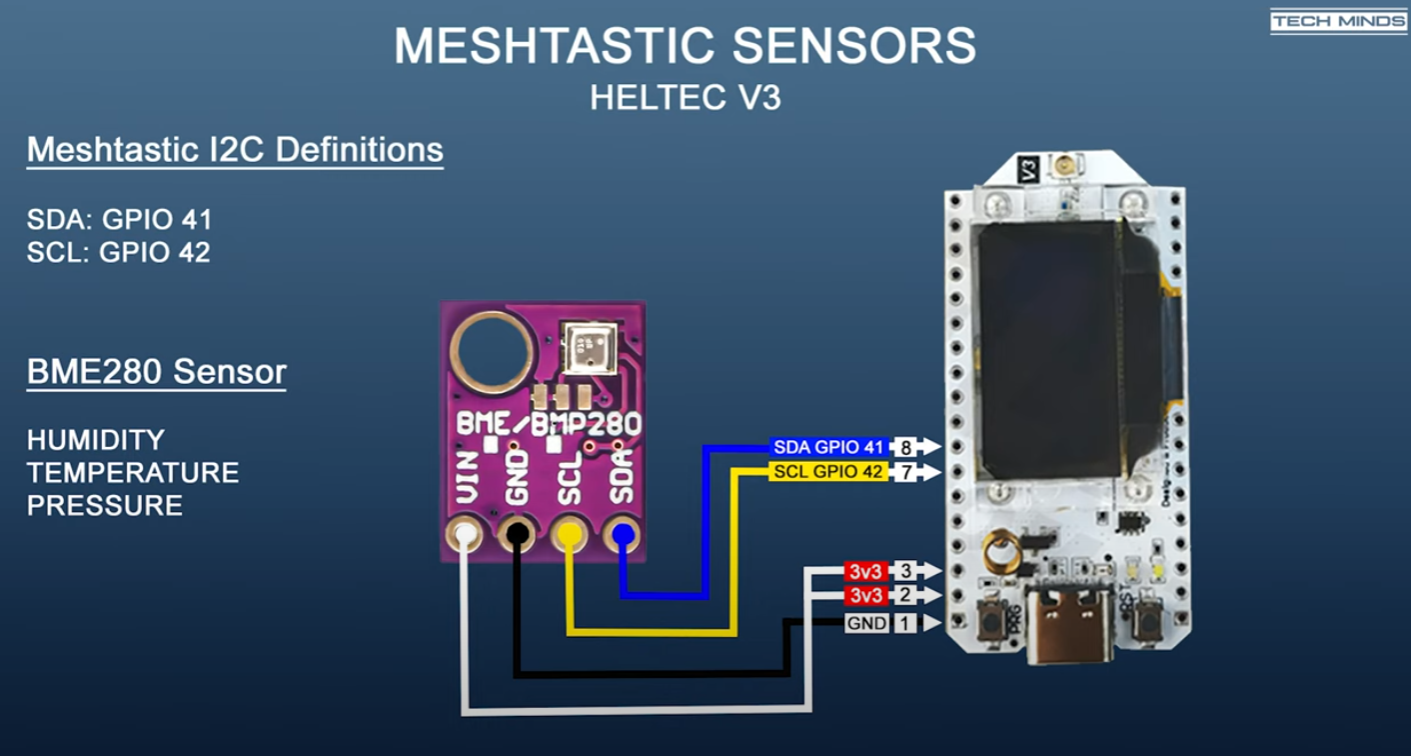 TECH MINDS
MESHTASTIC SENSORS
HELTEC V3
Meshtastic I2C Definitions
SDA: GPIO 41
SCL: GPIO 42
BME280 Sensor
HUMIDITY
TEMPERATURE
PRESSURE
BME/BMP280
VIN
GND
SCL
SDA
SDA GPIO 41 8
SCL GPIO 42 7
3v3 3
3v3 2
GND 1
V3
PRG
RST